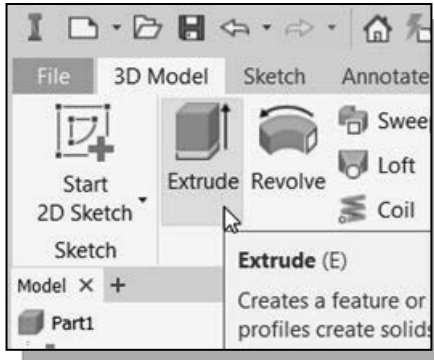 File 3D Model Sketch Annotate
Start
2D Sketch
Extrude Revolve
Loft
Coil
Sketch
Model × +
Part1
Extrude (E)
Creates a feature or
profiles create solids